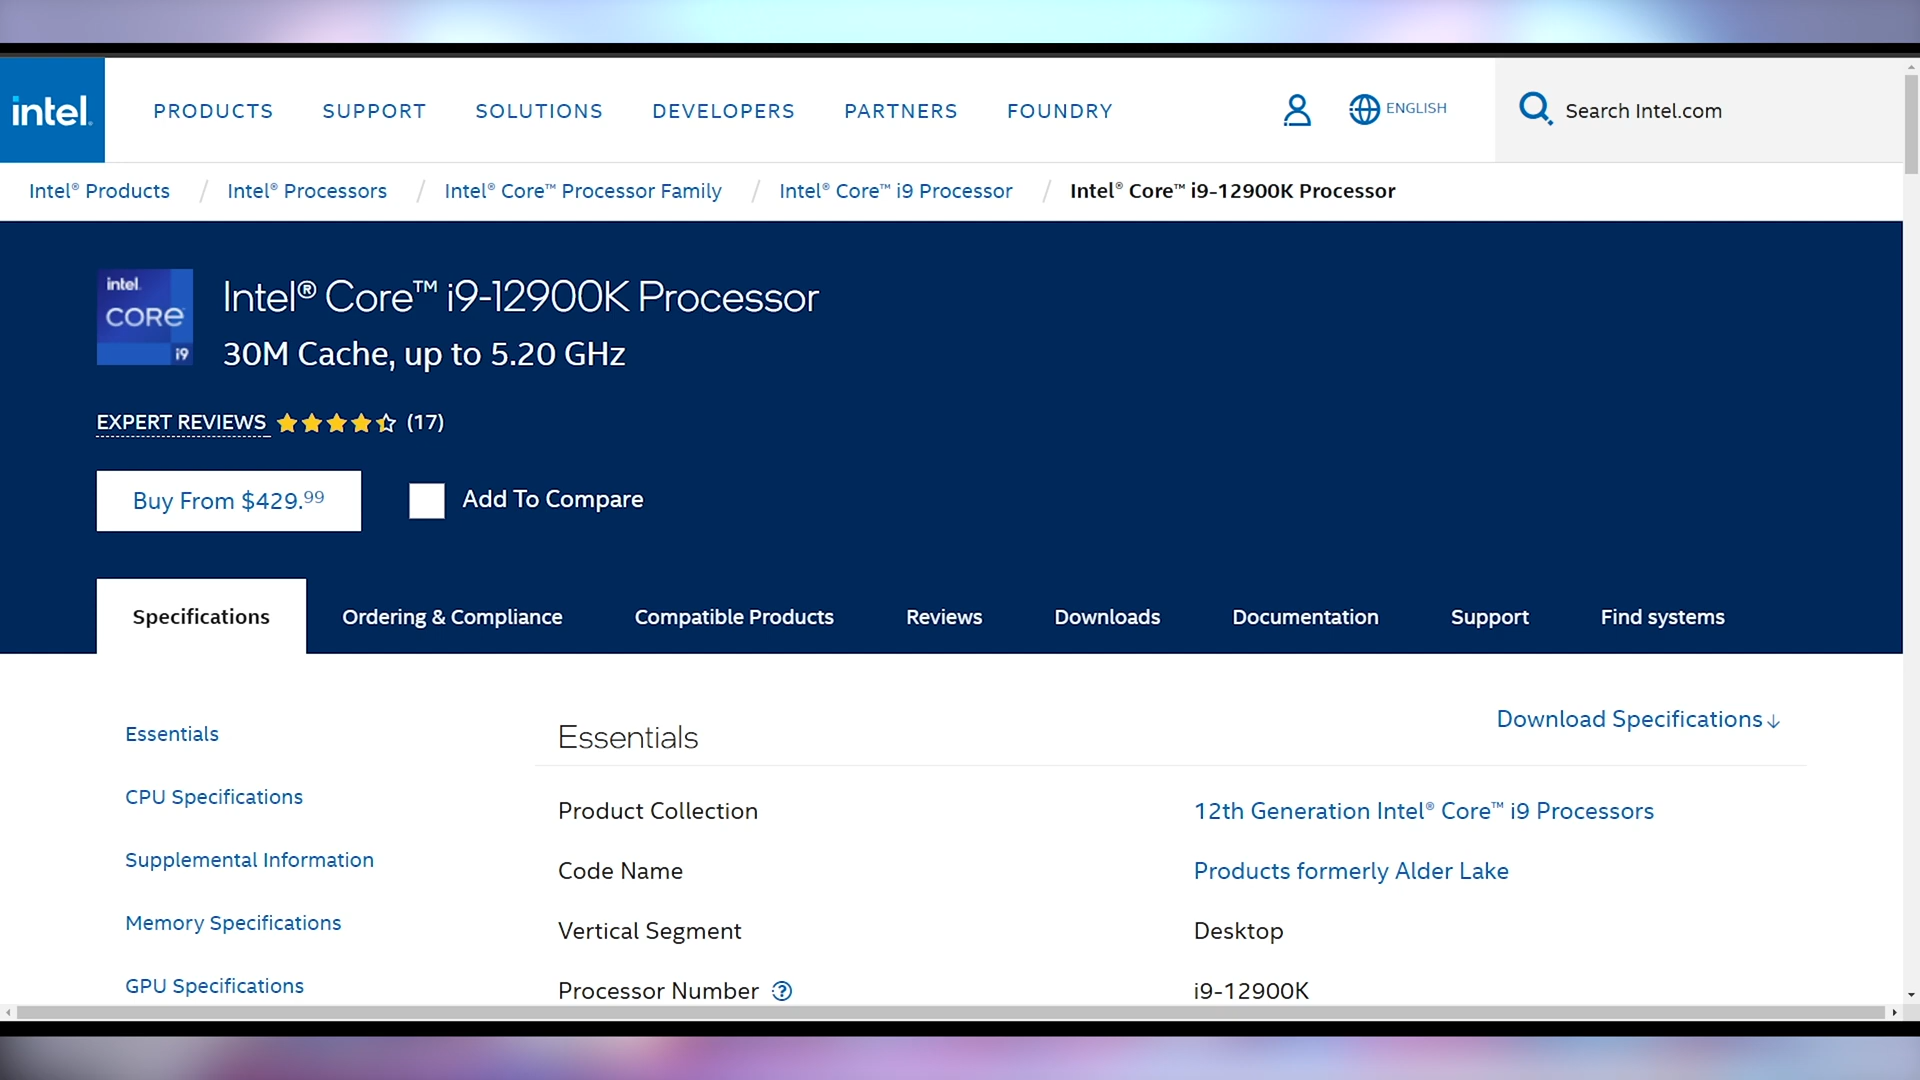 intel.
PRODUCTS SUPPORT SOLUTIONS DEVELOPERS PARTNERS FOUNDRY ENGLISH Search Intel.com
Intel® Products / Intel® Processors / Intel® Core™ Processor Family / Intel® Core™ i9 Processor / Intel® Core™ i9-12900K Processor
intel.
CORE
i9
Intel® Core™ i9-12900K Processor
30M Cache, up to 5.20 GHz
EXPERT REVIEWS (17)
Buy From $429.99 Add To Compare
Specifications Ordering & Compliance Compatible Products Reviews Downloads Documentation Support Find systems
Essentials
CPU Specifications
Supplemental Information
Memory Specifications
GPU Specifications
Essentials Download Specifications↓
Product Collection 12th Generation Intel® Core™ i9 Processors
Code Name Products formerly Alder Lake
Vertical Segment Desktop
Processor Number ? i9-12900K